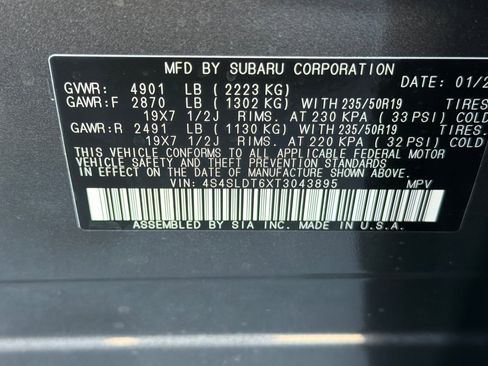 MFD BY SUBARU CORPORATION
GVWR: 4901 LB (2223 KG) DATE: 01/2
GAWR:F 2870 LB (1302 KG) WITH 235/50R19 TIRES
19X7 1/2J RIMS. AT 230 KPA (33 PSI) COLD
GAWR:R 2491 LB (1130 KG) WITH 235/50R19 TIRES.
19X7 1/2J RIMS. AT 220 KPA (32 PSI) COLD
THIS VEHICLE CONFORMS TO ALL APPLICABLE FEDERAL MOTOR
VEHICLE SAFETY AND THEFT PREVENTION STANDARDS
IN EFFECT ON THE DATE OF MANUFACTURE SHOWN ABOVE.
VIN: 4S4SLDT6XT3043895 MPV
ASSEMBLED BY SIA INC. MADE IN U.S.A.